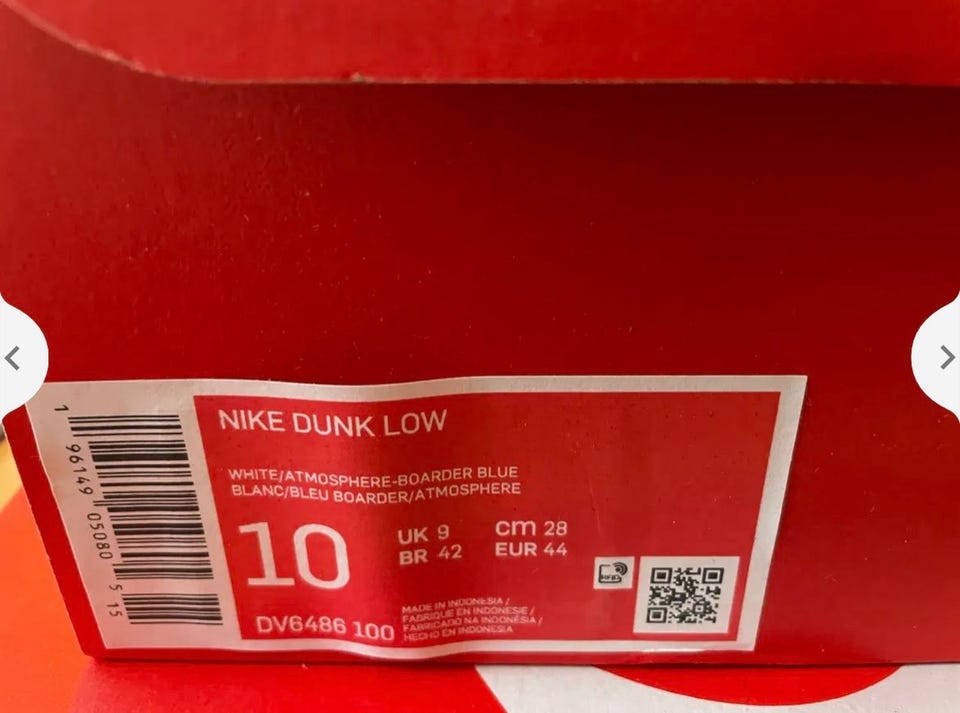 NIKE DUNK LOW
WHITE/ATMOSPHERE-BOARDER BLUE
BLANC/BLEU BOARDER/ATMOSPHERE
10
UK 9
BR 42
cm 28
EUR 44
RFID
DV6486 100
MADE IN INDONESIA /
FABRIQUE EN INDONESIE /
FABRICADO NA INDONÉSIA /
HECHO EN INDONESIA
1 96149 05080 5 15